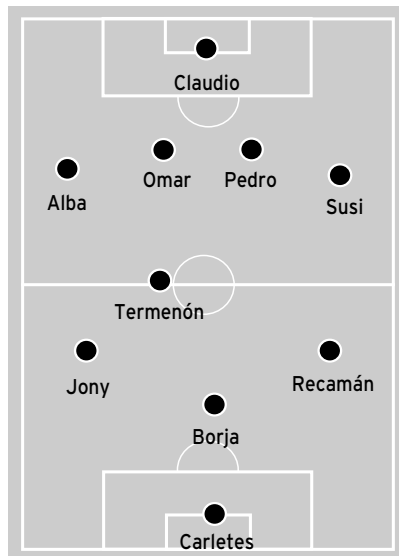 Claudio
Omar Pedro
Alba Susi
Termenón
Jony Recamán
Borja
Carletes